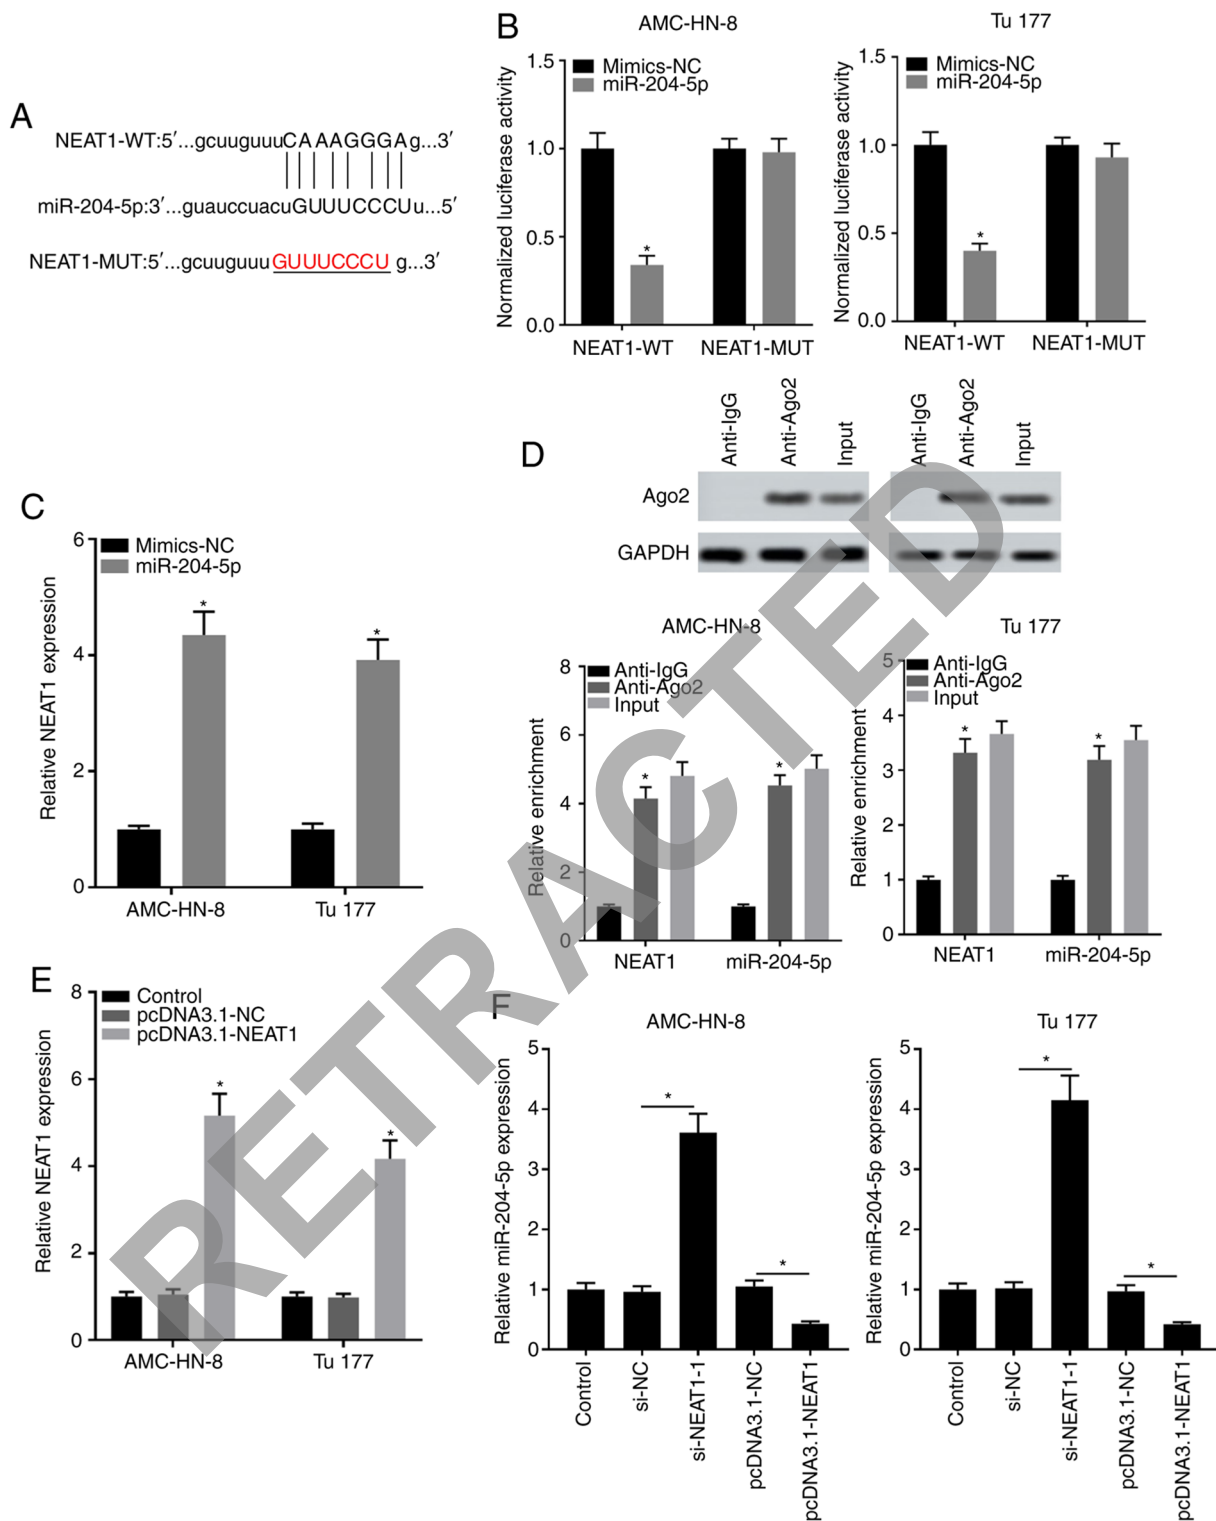 A
NEAT1-WT:5′...gcuuguuuCAAAGGGAg...3′
miR-204-5p:3′...guauccuacuGUUUCCCUu...5′
NEAT1-MUT:5′...gcuuguuuGUUUCCCU g...3′
B
AMC-HN-8
Normalized luciferase activity
1.5
1.0
0.5
0.0
Mimics-NC
miR-204-5p
*
NEAT1-WT
NEAT1-MUT
Tu 177
Normalized luciferase activity
1.5
1.0
0.5
0.0
Mimics-NC
miR-204-5p
*
NEAT1-WT
NEAT1-MUT
C
Relative NEAT1 expression
6
4
2
0
Mimics-NC
miR-204-5p
*
*
AMC-HN-8
Tu 177
D
Anti-IgG
Anti-Ago2
Input
Anti-IgG
Anti-Ago2
Input
Ago2
GAPDH
AMC-HN-8
Relative enrichment
8
6
4
2
0
Anti-IgG
Anti-Ago2
Input
*
*
NEAT1
miR-204-5p
Tu 177
Relative enrichment
5
4
3
2
1
0
Anti-IgG
Anti-Ago2
Input
*
*
NEAT1
miR-204-5p
E
Relative NEAT1 expression
8
6
4
2
0
Control
pcDNA3.1-NC
pcDNA3.1-NEAT1
*
*
AMC-HN-8
Tu 177
F
AMC-HN-8
Relative miR-204-5p expression
5
4
3
2
1
0
*
*
Control
si-NC
si-NEAT1-1
pcDNA3.1-NC
pcDNA3.1-NEAT1
Tu 177
Relative miR-204-5p expression
5
4
3
2
1
0
*
*
Control
si-NC
si-NEAT1-1
pcDNA3.1-NC
pcDNA3.1-NEAT1
RETRACTED